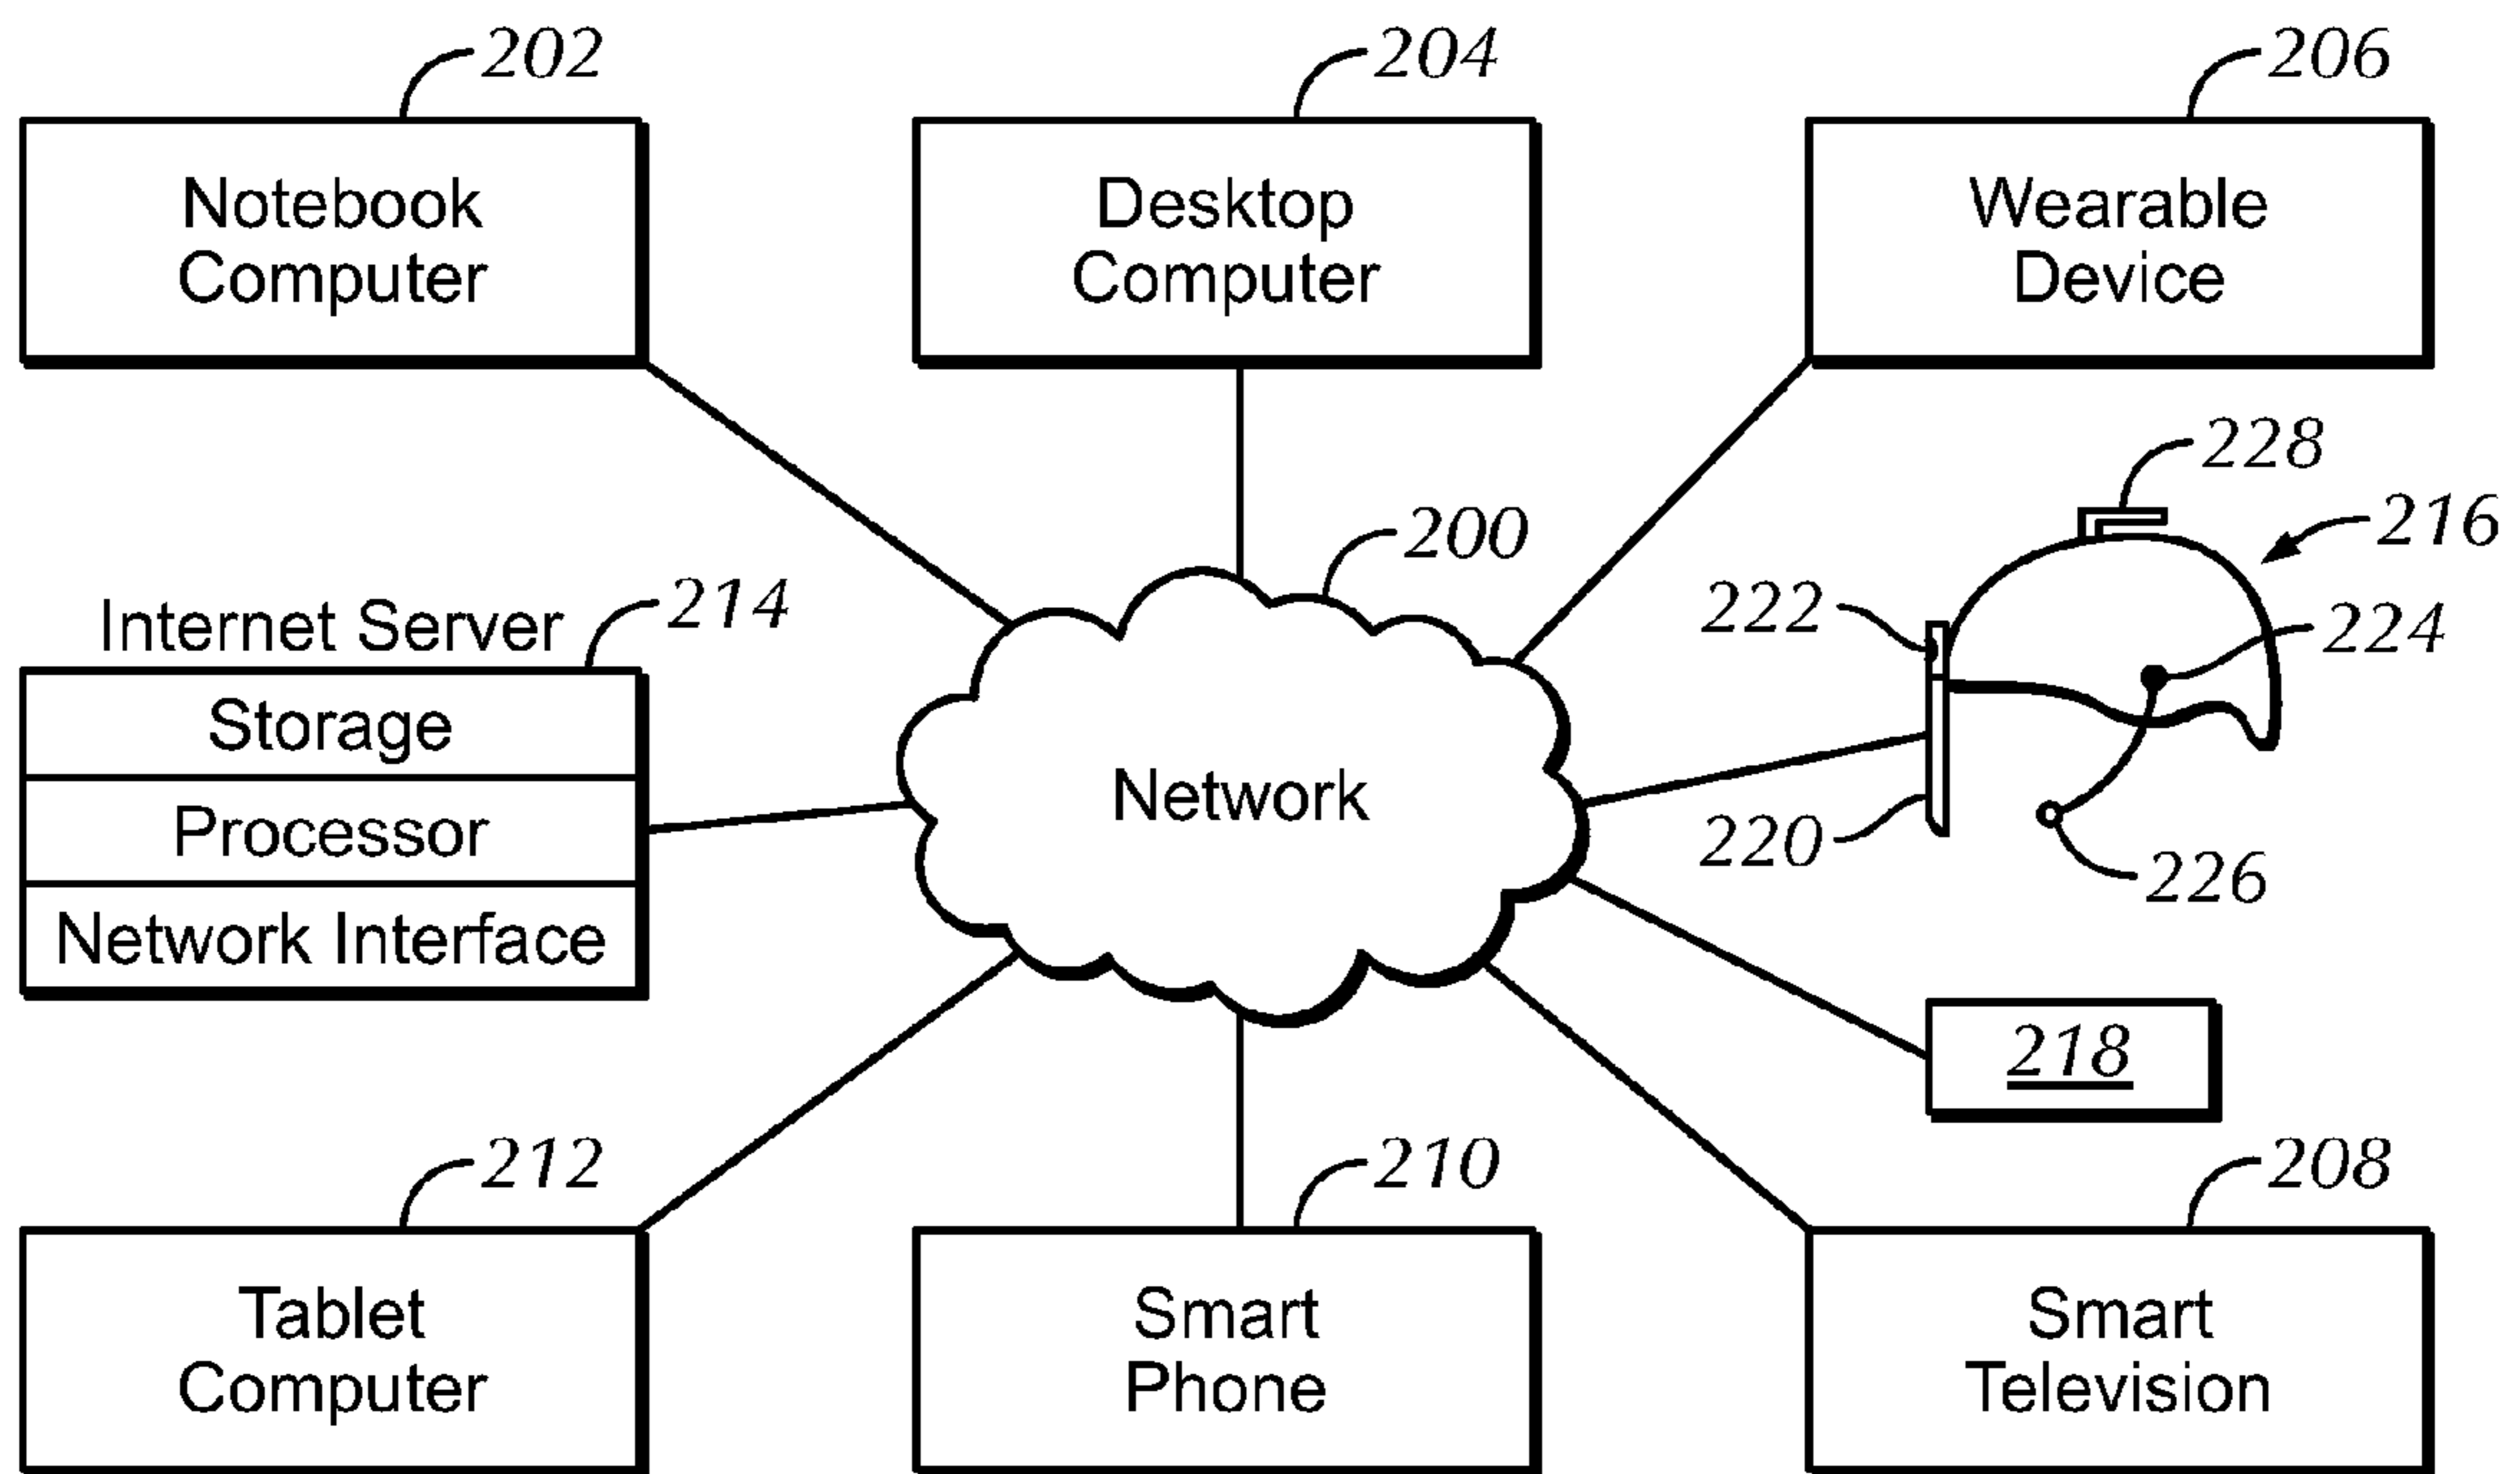 202
204
206
Notebook
Computer
Desktop
Computer
Wearable
Device
228
216
200
222
224
Internet Server
214
Storage
Processor
Network Interface
Network
220
226
218
212
210
208
Tablet
Computer
Smart
Phone
Smart
Television